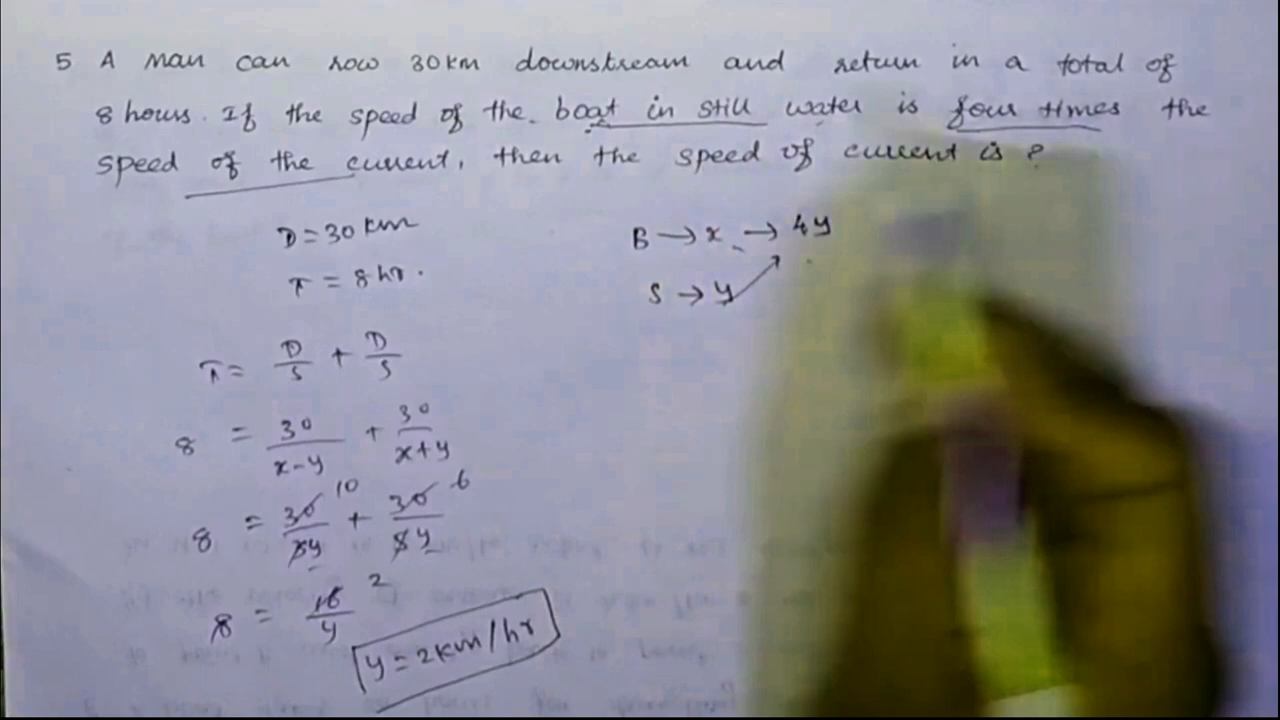 5 A man can row 30km downstream and return in a total of
8 hours. If the speed of the boat in still water is four times the
speed of the current, then the speed of current is?
D = 30 km
T = 8 hr.
B → x → 4y
S → y
T = D/S + D/S
8 = 30/x-y + 30/x+y
8 = 30/3y 10 + 30/5y 6
8 = 16/y 2
y = 2km/hr